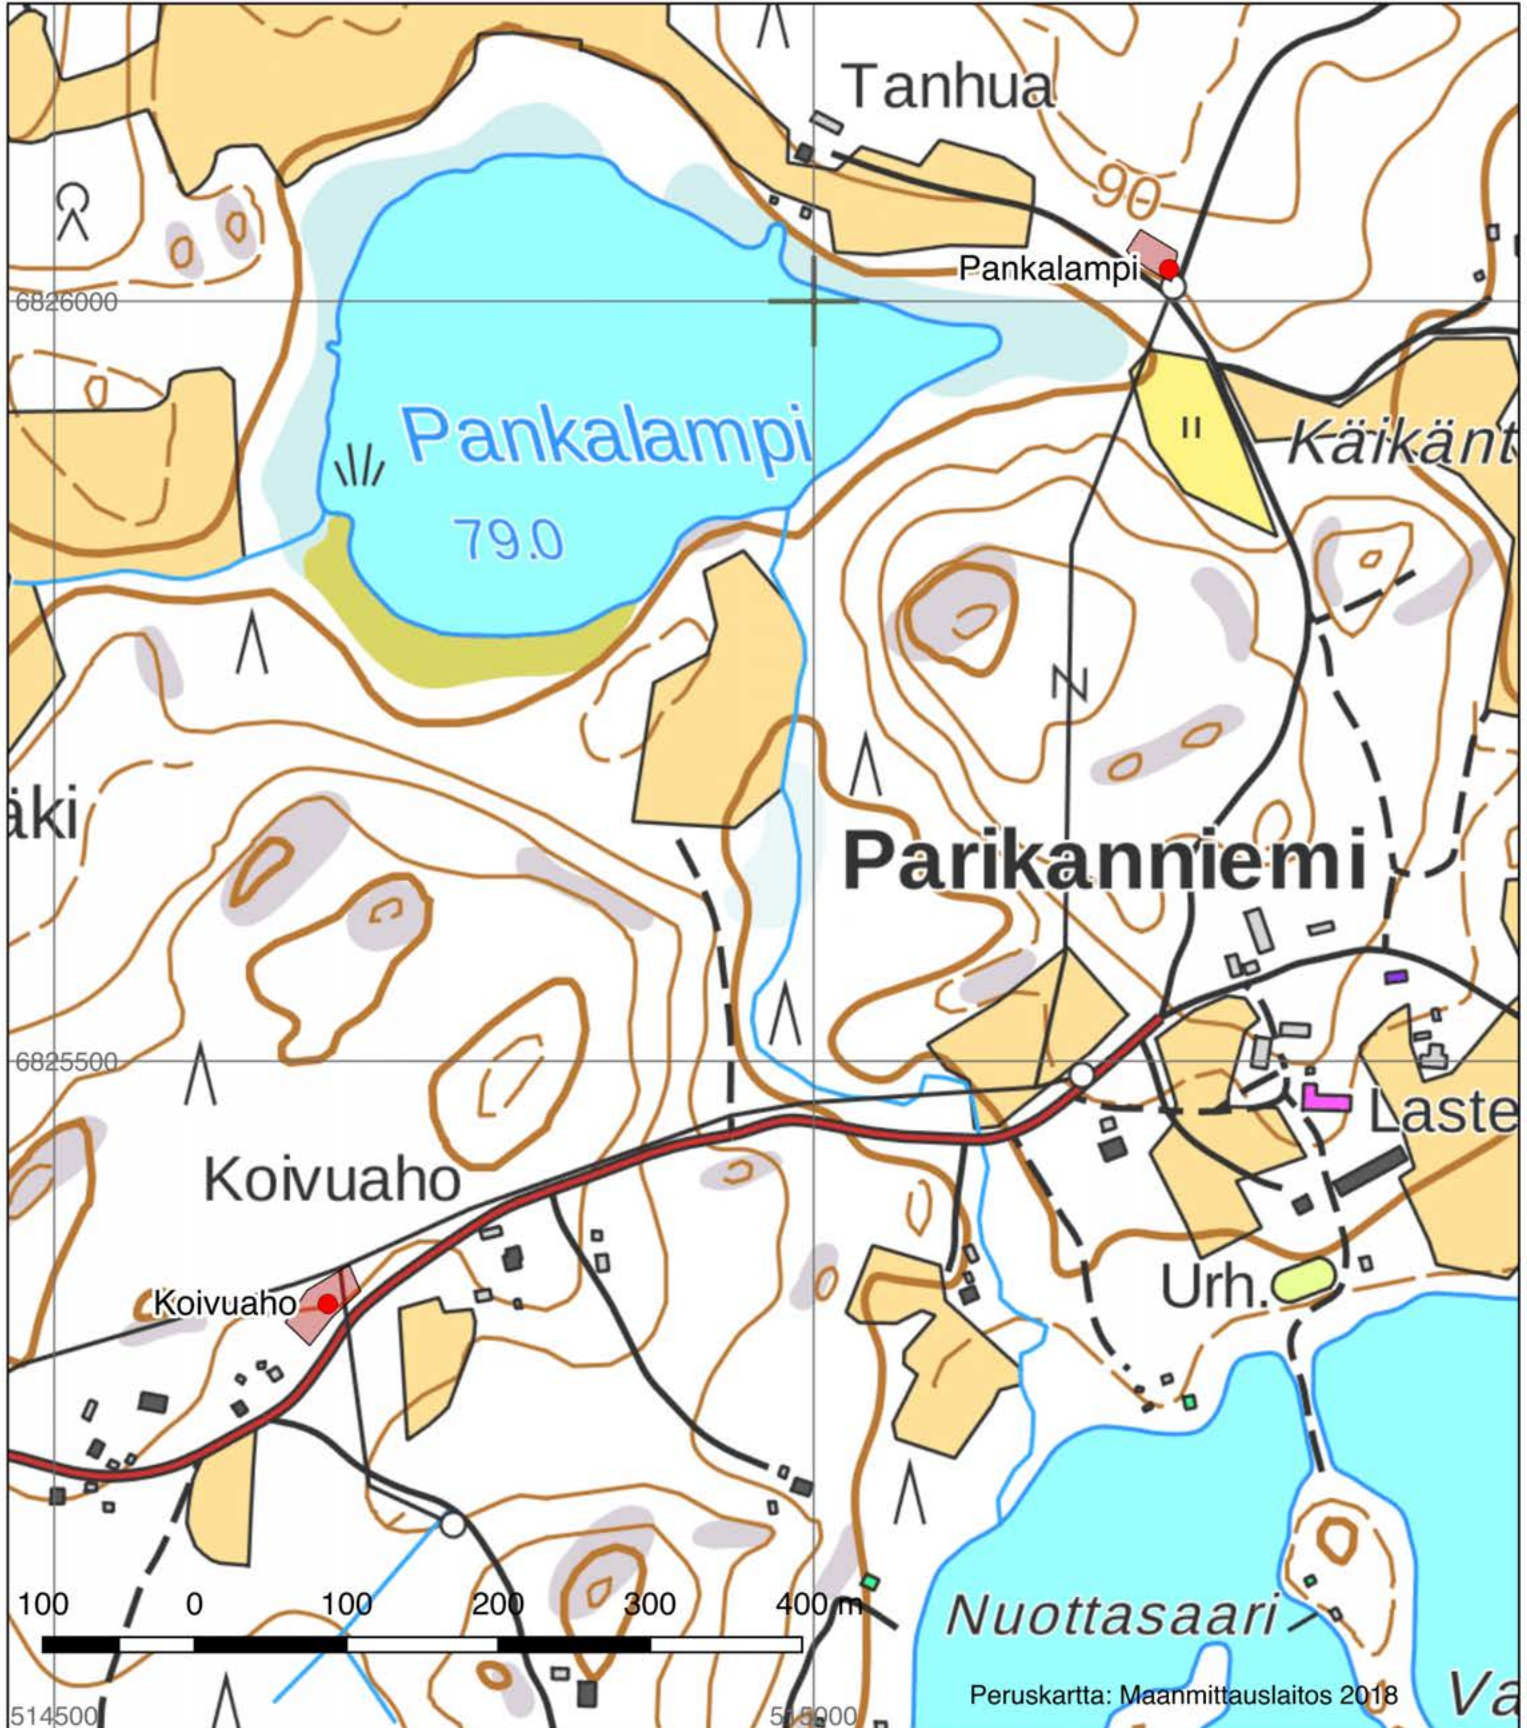 Tanhua
90
Pankalampi
6826000
Käikänt
Pankalampi
79.0
II
äki
Parikanniemi
6825500
Laste
Koivuaho
Urh.
Koivuaho
100 0 100 200 300 400 m
Nuottasaari
Peruskartta: Maanmittauslaitos 2018
Va
514500
515000